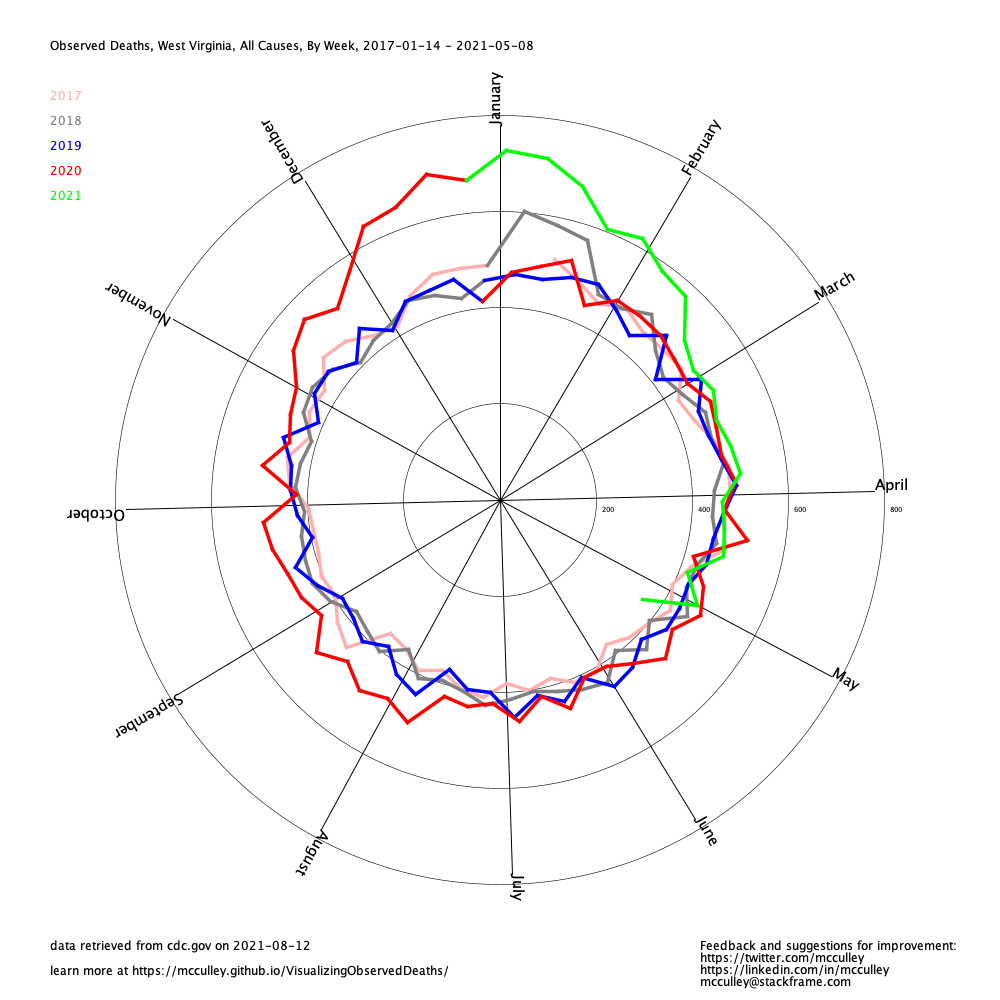 Observed Deaths, West Virginia, All Causes, By Week, 2017-01-14 - 2021-05-08
2017
2018
2019
2020
2021
January
February
March
April
May
June
July
August
September
October
November
December
200
400
600
800
data retrieved from cdc.gov on 2021-08-12
learn more at https://mcculley.github.io/VisualizingObservedDeaths/
Feedback and suggestions for improvement:
https://twitter.com/mcculley
https://linkedin.com/in/mcculley
mcculley@stackframe.com